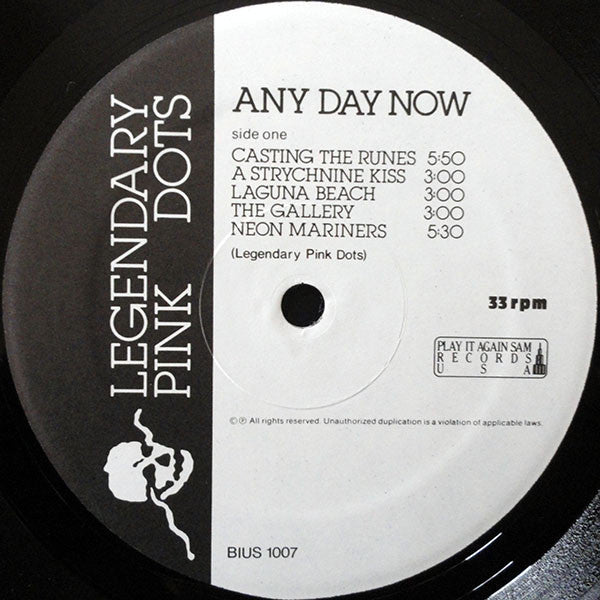 LEGENDARY
PINK DOTS
ANY DAY NOW
side one
CASTING THE RUNES 5:50
A STRYCHNINE KISS 3:00
LAGUNA BEACH 3:00
THE GALLERY 3:00
NEON MARINERS 5:30
(Legendary Pink Dots)
33 rpm
PLAY IT AGAIN SAM
RECORDS
USA
©℗ All rights reserved. Unauthorized duplication is a violation of applicable laws.
BIUS 1007